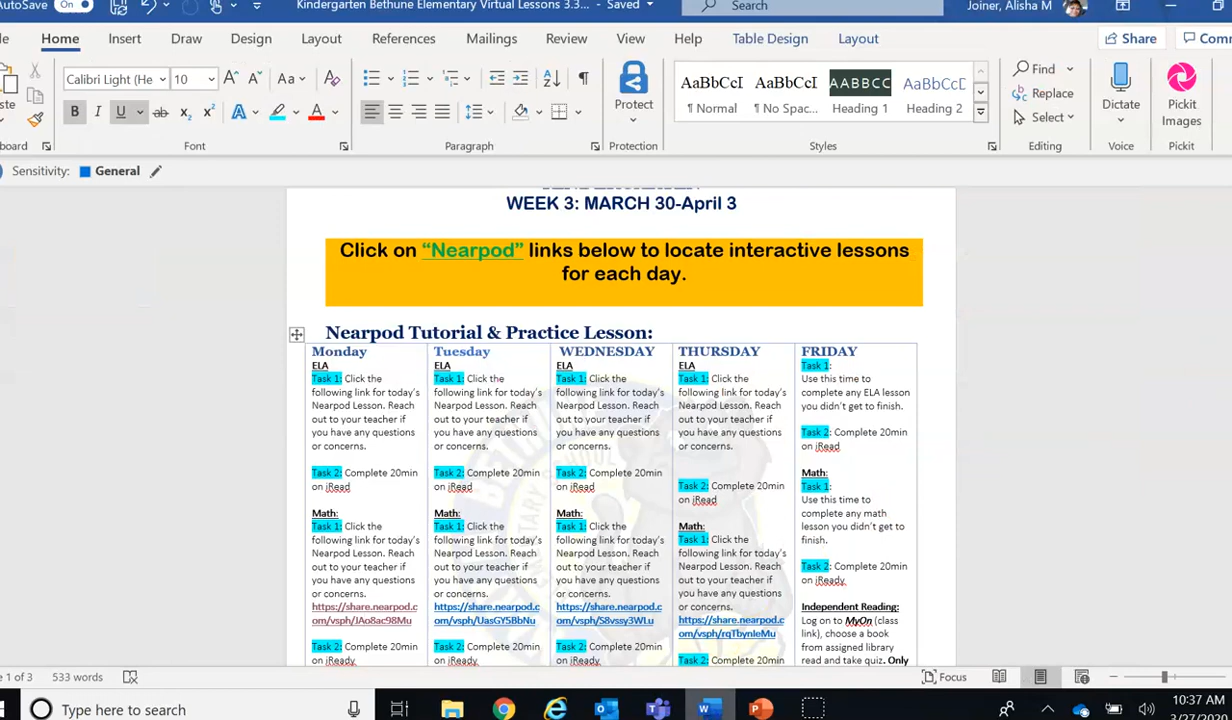 AutoSave On
Kindergarten Bethune Elementary Virtual Lessons 3.3... - Saved
Search
Joiner, Alisha M
Home Insert Draw Design Layout References Mailings Review View Help Table Design Layout
Share
Calibri Light (He 10
Aa
Find
Replace
Select
Protect
AaBbCcI AaBbCcI AABBCC AaBbCcD
¶ Normal ¶ No Spac... Heading 1 Heading 2
Dictate
Pickit
Images
Font Paragraph Protection Styles Editing Voice Pickit
Sensitivity: General
WEEK 3: MARCH 30-April 3
Click on “Nearpod” links below to locate interactive lessons
for each day.
Nearpod Tutorial & Practice Lesson:
Monday
ELA
Task 1: Click the
following link for today’s
Nearpod Lesson. Reach
out to your teacher if
you have any questions
or concerns.
Task 2: Complete 20min
on iRead
Math:
Task 1: Click the
following link for today’s
Nearpod Lesson. Reach
out to your teacher if
you have any questions
or concerns.
https://share.nearpod.c
om/vsph/JAo8ac98Mu
Task 2: Complete 20min
on iReady
Tuesday
ELA
Task 1: Click the
following link for today’s
Nearpod Lesson. Reach
out to your teacher if
you have any questions
or concerns.
Task 2: Complete 20min
on iRead
Math:
Task 1: Click the
following link for today’s
Nearpod Lesson. Reach
out to your teacher if
you have any questions
or concerns.
https://share.nearpod.c
om/vsph/UasGY5BbNu
Task 2: Complete 20min
on iReady
WEDNESDAY
ELA
Task 1: Click the
following link for today’s
Nearpod Lesson. Reach
out to your teacher if
you have any questions
or concerns.
Task 2: Complete 20min
on iRead
Math:
Task 1: Click the
following link for today’s
Nearpod Lesson. Reach
out to your teacher if
you have any questions
or concerns.
https://share.nearpod.c
om/vsph/S8vssy3WLu
Task 2: Complete 20min
on iReady
THURSDAY
ELA
Task 1: Click the
following link for today’s
Nearpod Lesson. Reach
out to your teacher if
you have any questions
or concerns.
Task 2: Complete 20min
on iRead
Math:
Task 1: Click the
following link for today’s
Nearpod Lesson. Reach
out to your teacher if
you have any questions
or concerns.
https://share.nearpod.c
om/vsph/rqTbynleMu
Task 2: Complete 20min
FRIDAY
Task 1:
Use this time to
complete any ELA lesson
you didn’t get to finish.
Task 2: Complete 20min
on iRead
Math:
Task 1:
Use this time to
complete any math
lesson you didn’t get to
finish.
Task 2: Complete 20min
on iReady
Independent Reading:
Log on to MyOn (class
link), choose a book
from assigned library
read and take quiz. Only
1 of 3 533 words
Focus
Type here to search
10:37 AM